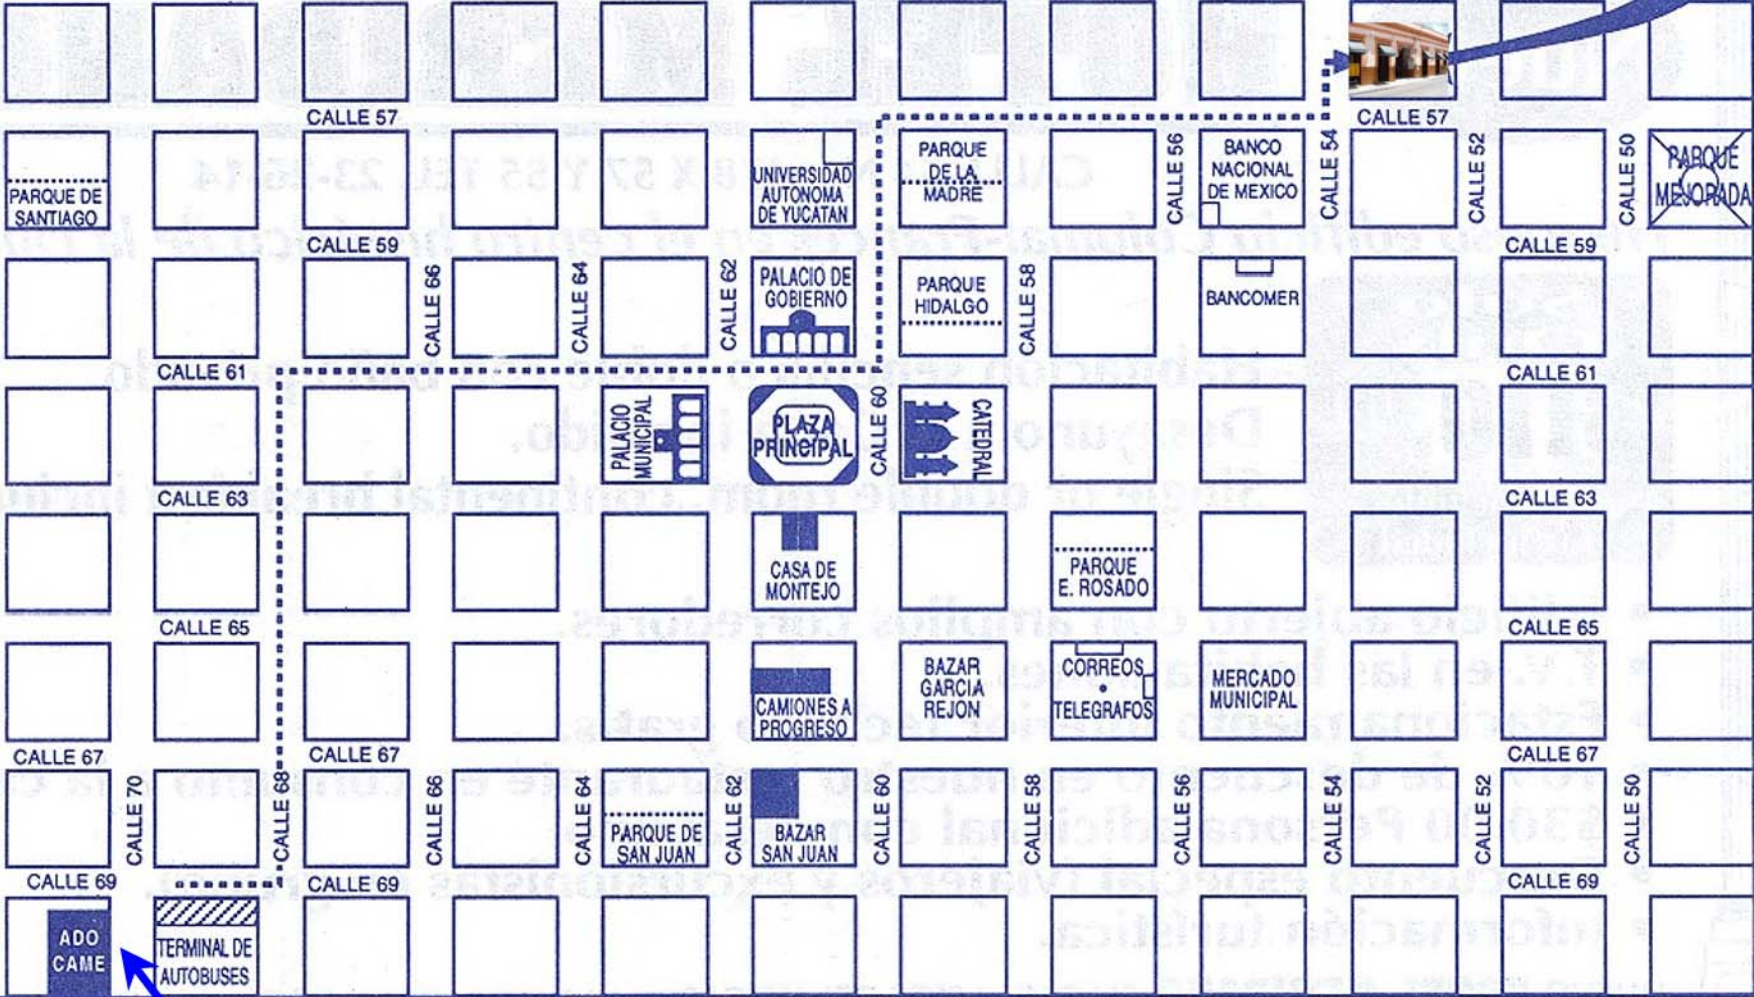 CALLE 57
CALLE 57
PARQUE DE
SANTIAGO
UNIVERSIDAD
AUTONOMA
DE YUCATAN
PARQUE
DE LA
MADRE
CALLE 56
BANCO
NACIONAL
DE MEXICO
CALLE 54
CALLE 52
CALLE 50
PARQUE
MEJORADA
CALLE 59
CALLE 59
CALLE 66
CALLE 64
CALLE 62
PALACIO DE
GOBIERNO
PARQUE
HIDALGO
CALLE 58
BANCOMER
CALLE 61
CALLE 61
PALACIO
MUNICIPAL
PLAZA
PRINCIPAL
CALLE 60
CATEDRAL
CALLE 63
CALLE 63
CASA DE
MONTEJO
PARQUE
E. ROSADO
CALLE 65
CALLE 65
CAMIONES A
PROGRESO
BAZAR
GARCIA
REJON
CORREOS
TELEGRAFOS
MERCADO
MUNICIPAL
CALLE 67
CALLE 67
CALLE 67
CALLE 70
CALLE 68
CALLE 66
CALLE 64
PARQUE DE
SAN JUAN
CALLE 62
BAZAR
SAN JUAN
CALLE 60
CALLE 58
CALLE 56
CALLE 54
CALLE 52
CALLE 50
CALLE 69
CALLE 69
CALLE 69
ADO
CAME
TERMINAL DE
AUTOBUSES